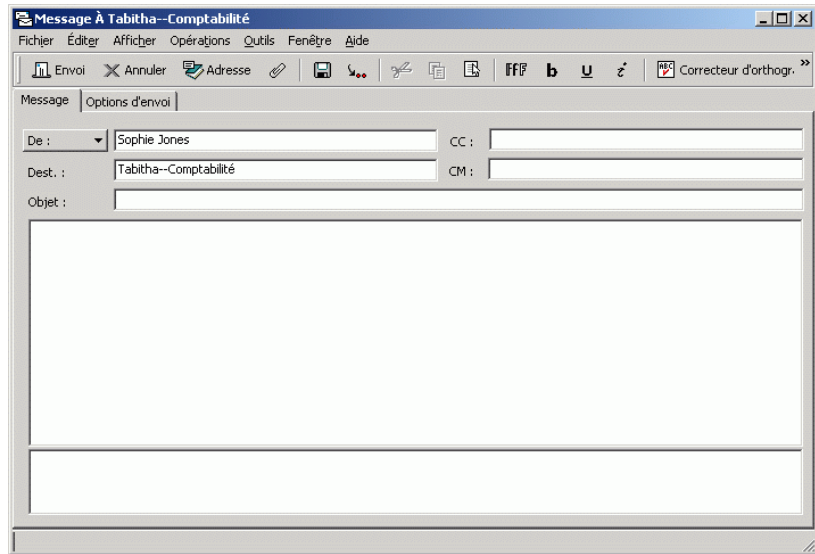 Message À Tabitha--Comptabilité
Fichier Éditer Afficher Opérations Outils Fenêtre Aide
Envoi Annuler Adresse FFF b u i Correcteur d'orthogr. »
Message Options d'envoi
De : Sophie Jones CC :
Dest. : Tabitha--Comptabilité CM :
Objet :